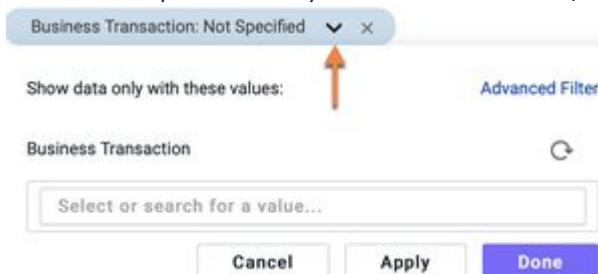 Business Transaction: Not Specified
Show data only with these values:
Advanced Filter
Business Transaction
Select or search for a value...
Cancel Apply Done